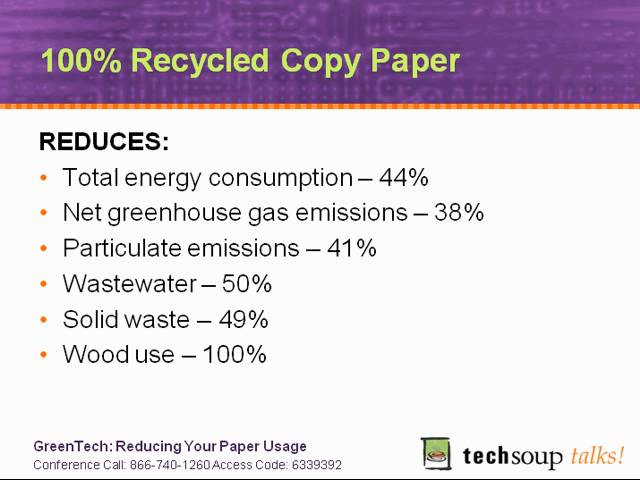 100% Recycled Copy Paper
REDUCES:
• Total energy consumption – 44%
• Net greenhouse gas emissions – 38%
• Particulate emissions – 41%
• Wastewater – 50%
• Solid waste – 49%
• Wood use – 100%
GreenTech: Reducing Your Paper Usage
Conference Call: 866-740-1260 Access Code: 6339392
techsoup talks!